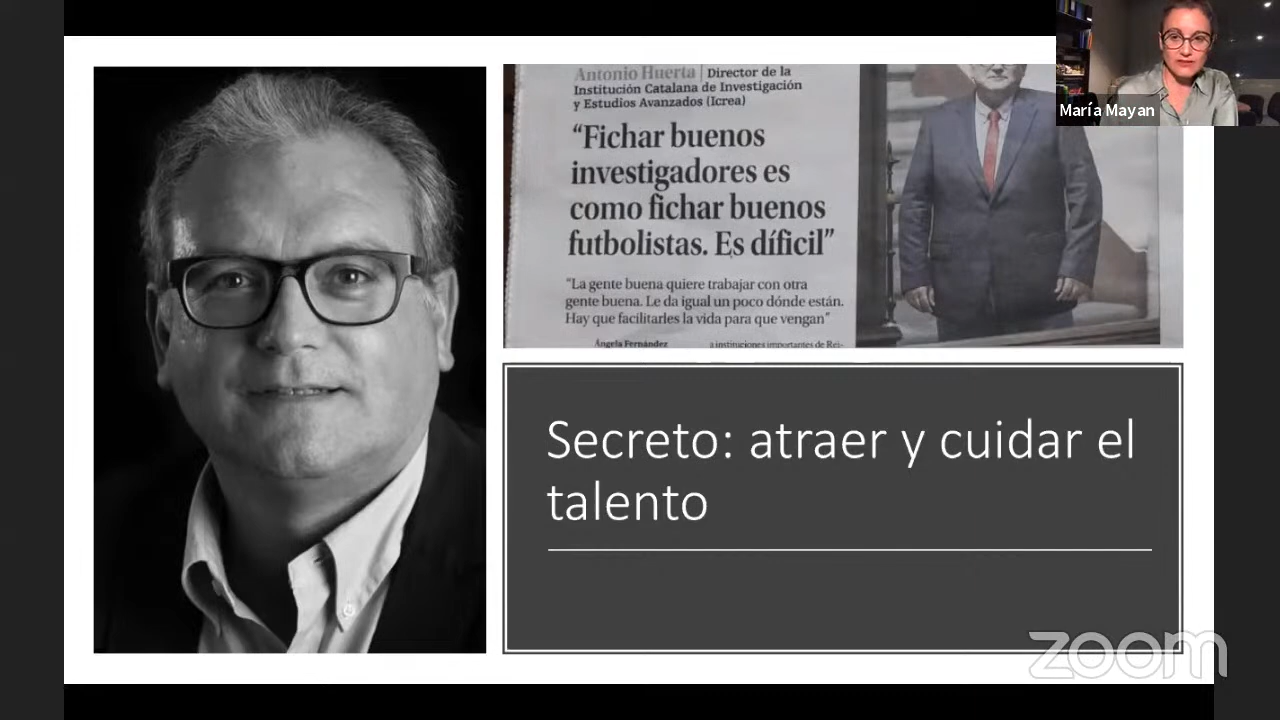 María Mayan
Antonio Huerta | Director de la
Institución Catalana de Investigación
y Estudios Avanzados (Icrea)
“Fichar buenos
investigadores es
como fichar buenos
futbolistas. Es díficil”
“La gente buena quiere trabajar con otra
gente buena. Le da igual un poco dónde están.
Hay que facilitarles la vida para que vengan”
Ángela Fernández
a instituciones importantes de Rei-
Secreto: atraer y cuidar el
talento
zoom